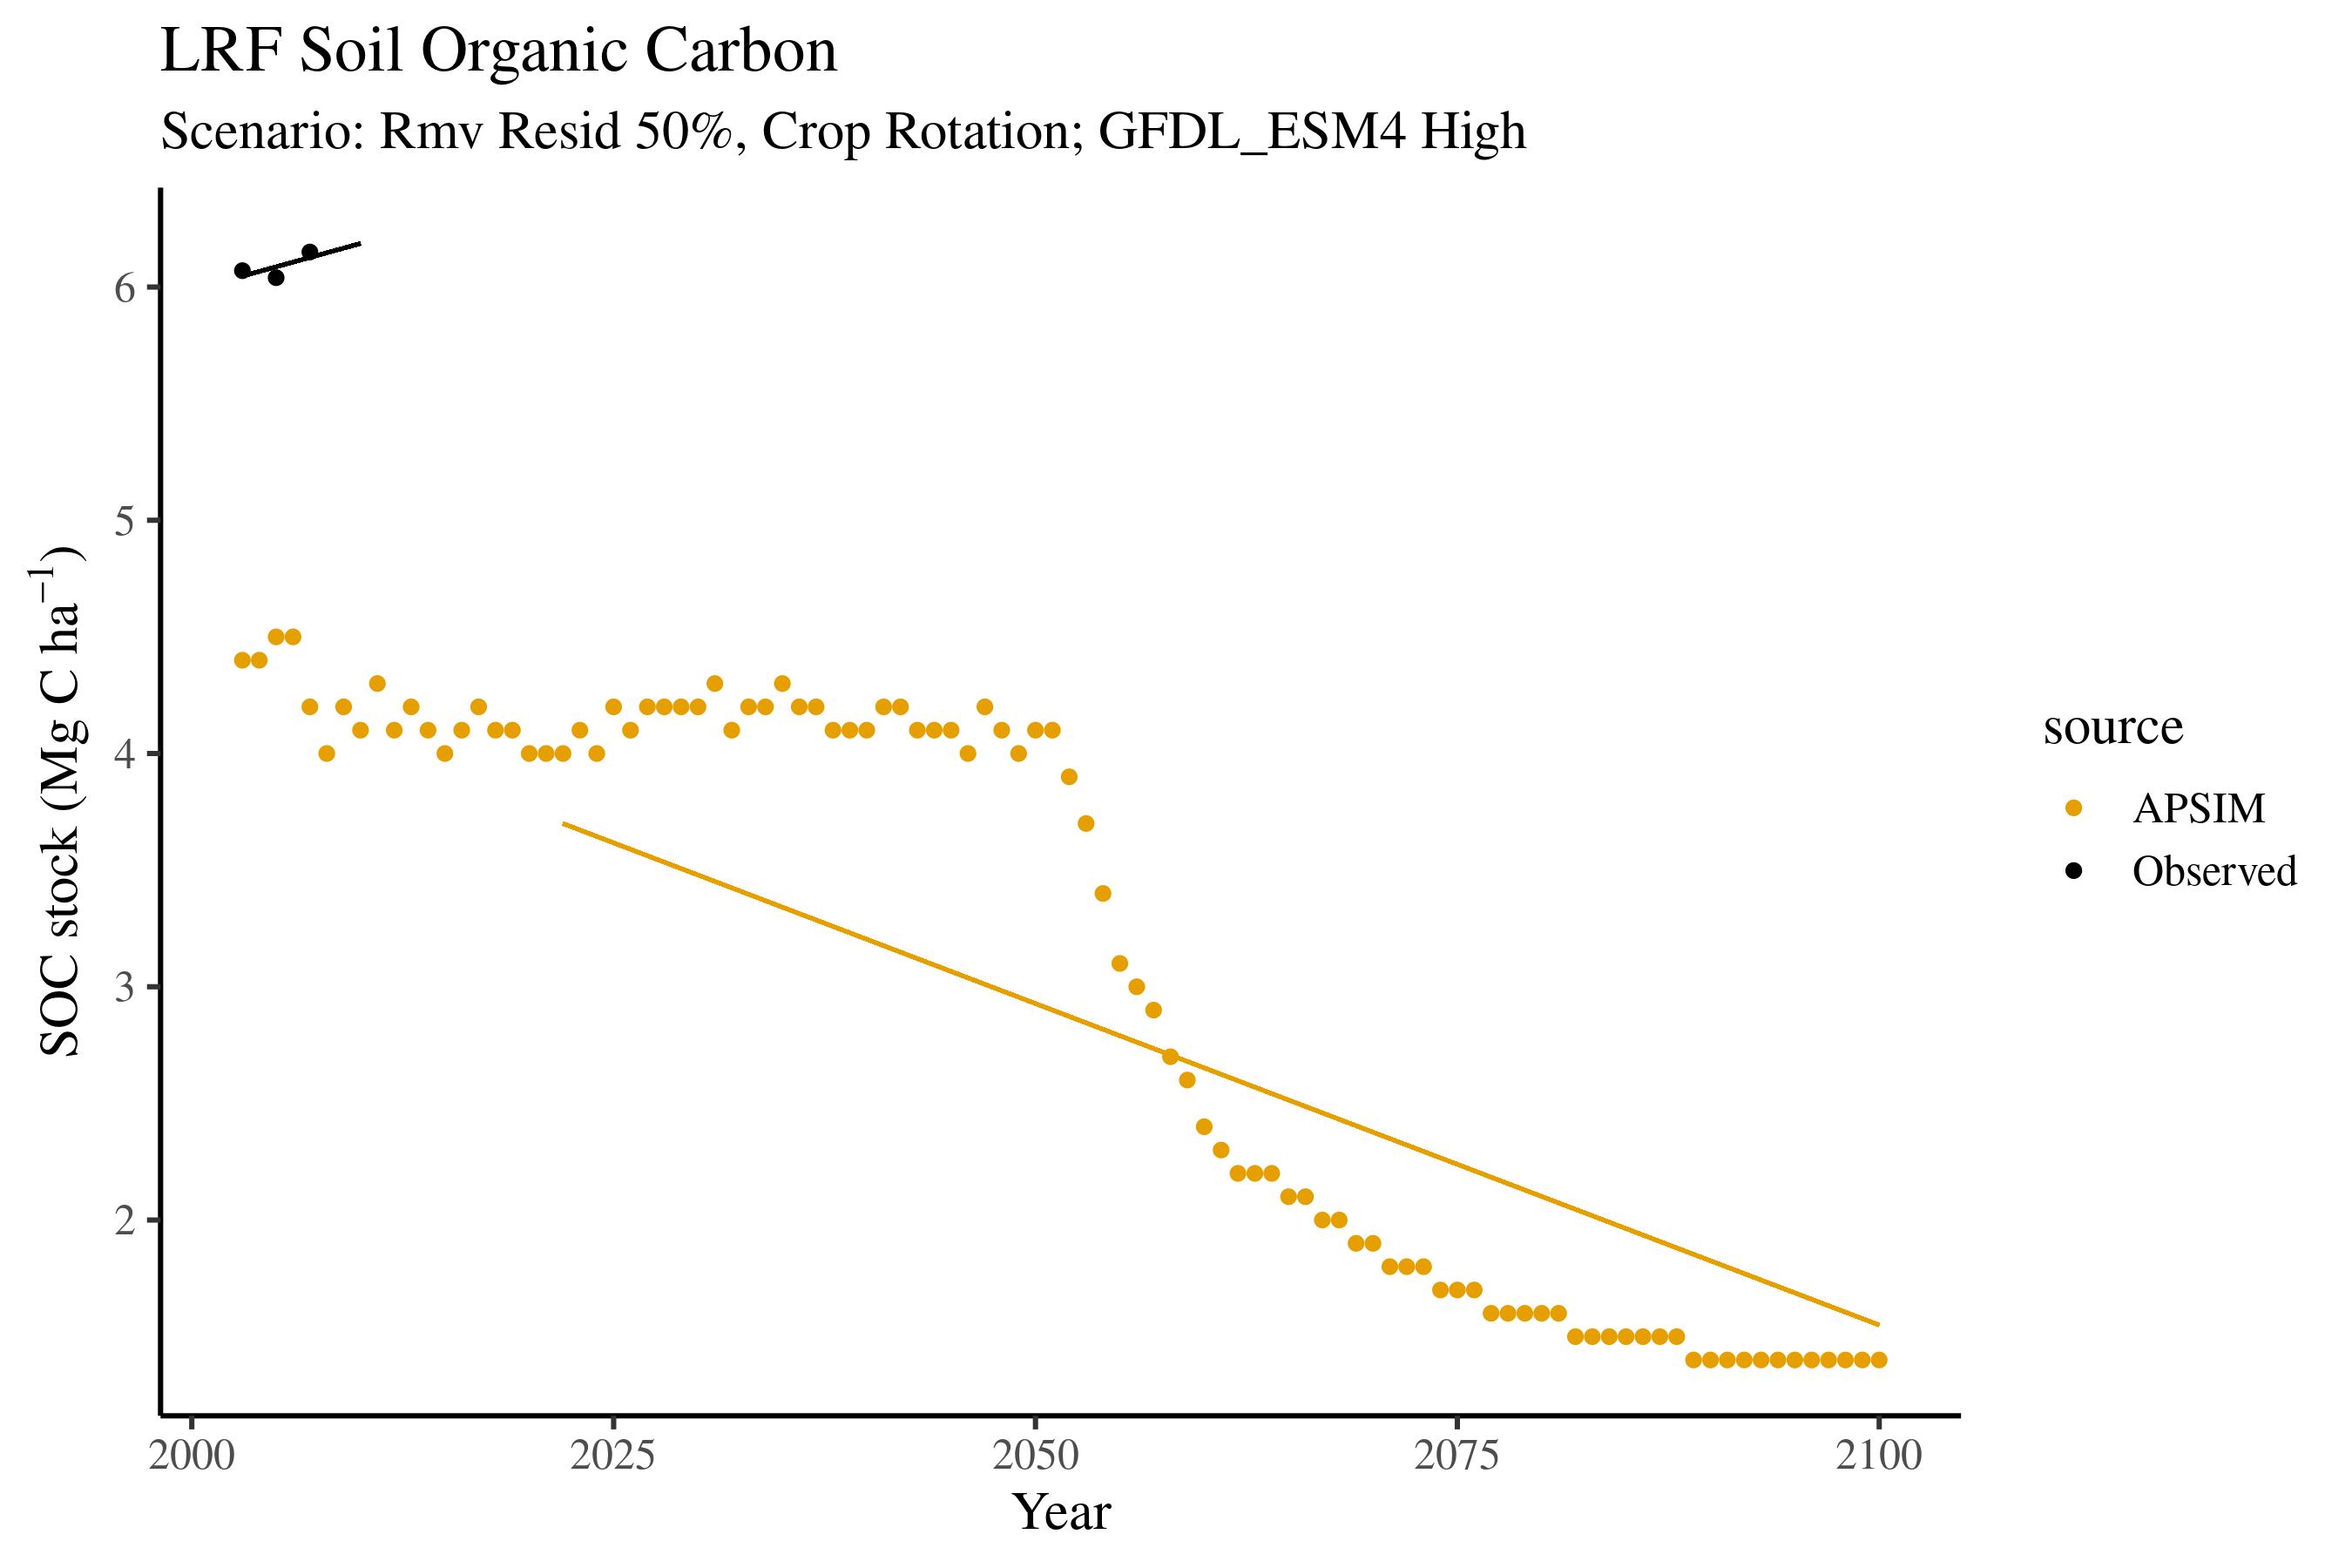 LRF Soil Organic Carbon
Scenario: Rmv Resid 50%, Crop Rotation; GFDL_ESM4 High
SOC stock (Mg C ha⁻¹)
6
5
4
3
2
2000 2025 2050 2075 2100
Year
source
APSIM
Observed